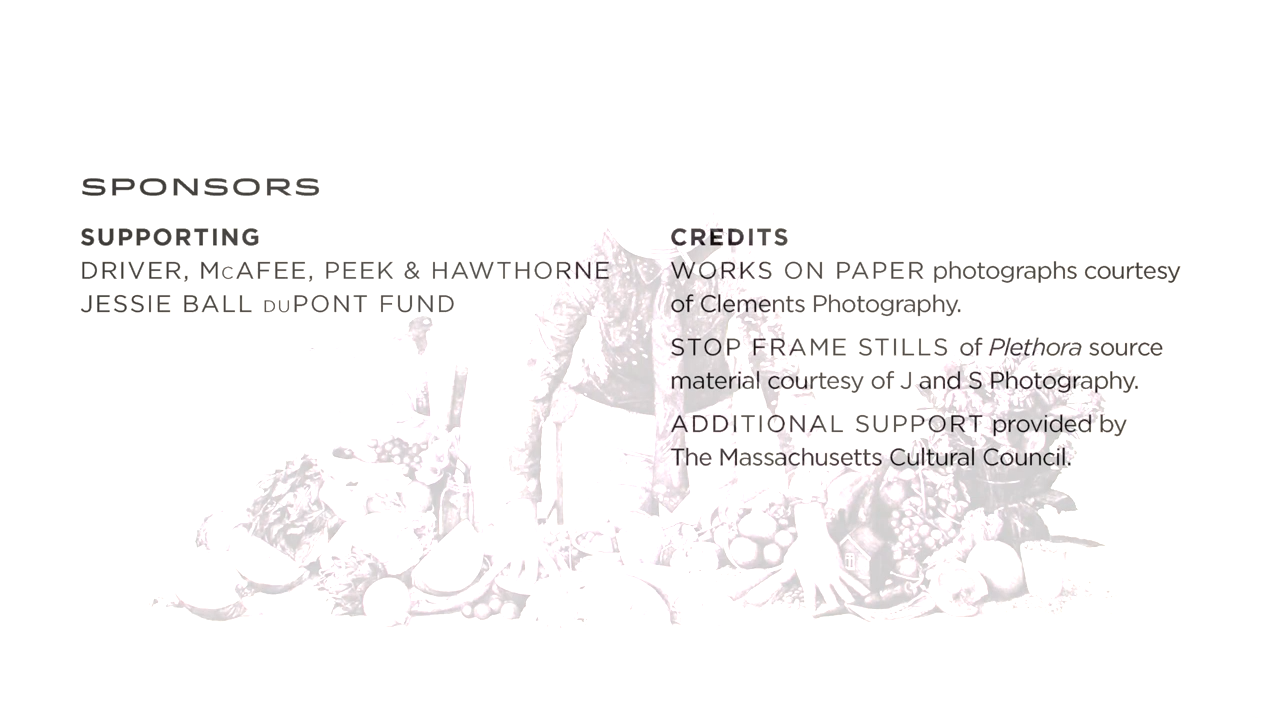 SPONSORS
SUPPORTING
DRIVER, McAFEE, PEEK & HAWTHORNE
JESSIE BALL DUPONT FUND
CREDITS
WORKS ON PAPER photographs courtesy
of Clements Photography.
STOP FRAME STILLS of Plethora source
material courtesy of J and S Photography.
ADDITIONAL SUPPORT provided by
The Massachusetts Cultural Council.